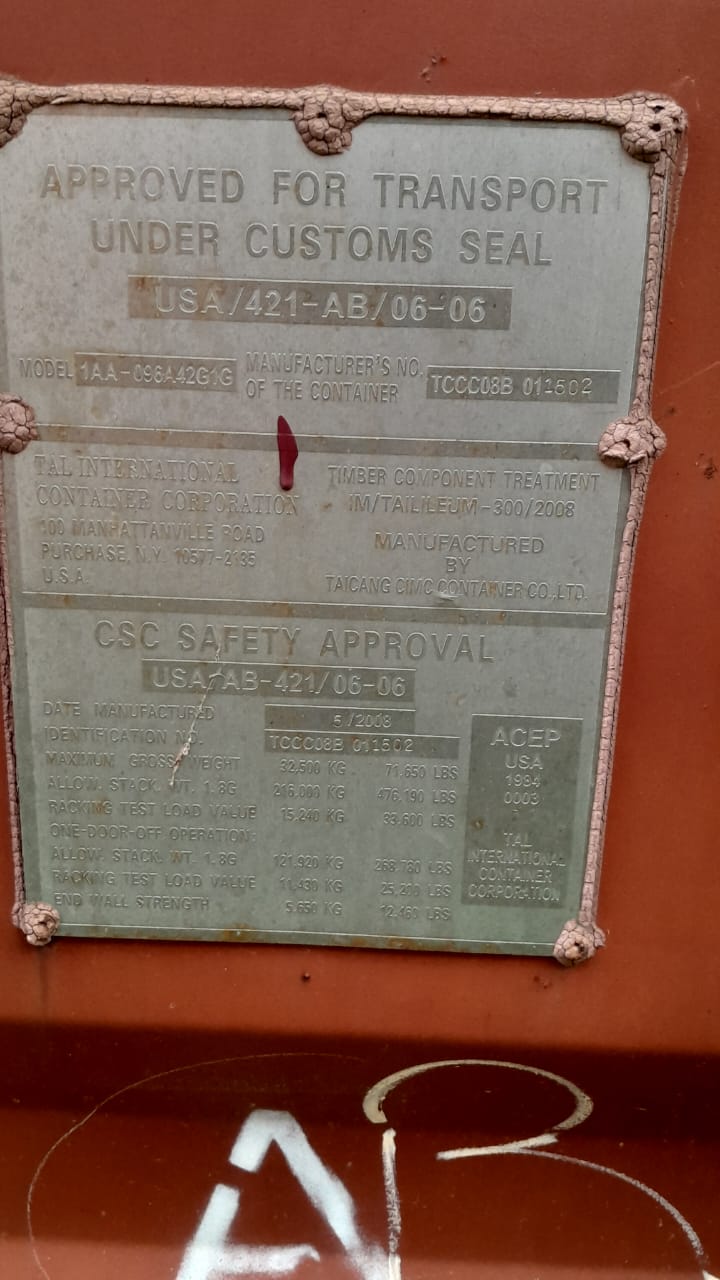 APPROVED FOR TRANSPORT
UNDER CUSTOMS SEAL
USA/421-AB/06-06
MODEL 1AA-096A42G1G MANUFACTURER'S NO. OF THE CONTAINER TCCC08B 011502
TAL INTERNATIONAL
CONTAINER CORPORATION
100 MANHATTANVILLE ROAD
PURCHASE, N.Y. 10577-2135
U.S.A.
TIMBER COMPONENT TREATMENT
IM/TAILILEUM-300/2008
MANUFACTURED
BY
TAICANG CIMC CONTAINER CO.,LTD.
CSC SAFETY APPROVAL
USA/AB-421/06-06
DATE MANUFACTURED 5/2008
IDENTIFICATION NO. TCCC08B 011502
MAXIMUM GROSS WEIGHT 32,500 KG 71,650 LBS
ALLOW. STACK. WT. 1.8G 216,000 KG 476,190 LBS
RACKING TEST LOAD VALUE 15,240 KG 33,600 LBS
ONE-DOOR-OFF OPERATION:
ALLOW. STACK. WT. 1.8G 121,920 KG 268,780 LBS
RACKING TEST LOAD VALUE 11,430 KG 25,200 LBS
END WALL STRENGTH 5,650 KG 12,460 LBS
ACEP
USA
1984
0003
TAL
INTERNATIONAL
CONTAINER
CORPORATION